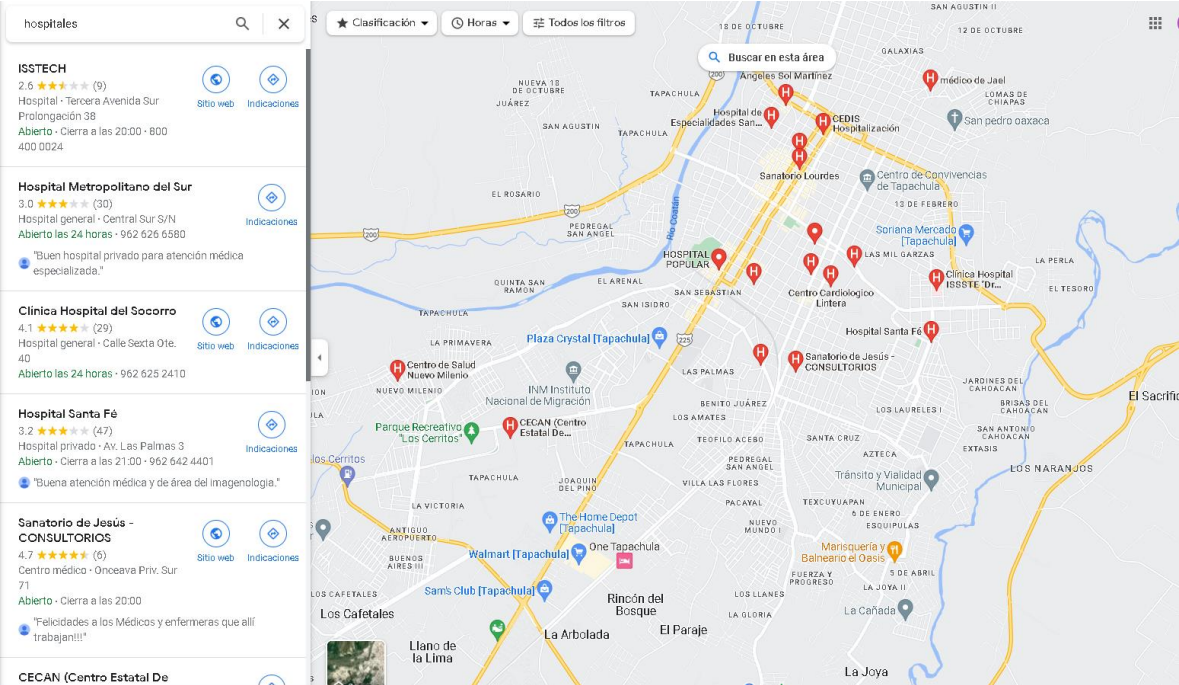 hospitales
ISSTECH
2.6 (9)
Hospital · Tercera Avenida Sur
Prolongación 38
Abierto · Cierra a las 20:00 · 800
400 0024
Sitio web
Indicaciones
Hospital Metropolitano del Sur
3.0 (30)
Hospital general · Central Sur S/N
Abierto las 24 horas · 962 626 6580
"Buen hospital privado para atención médica
especializada."
Indicaciones
Clínica Hospital del Socorro
4.1 (29)
Hospital general · Calle Sexta Ote.
40
Abierto las 24 horas · 962 625 2410
Sitio web
Indicaciones
Hospital Santa Fé
3.2 (47)
Hospital privado · Av. Las Palmas 3
Abierto · Cierra a las 21:00 · 962 642 4401
"Buena atención médica y de área del imagenologia."
Indicaciones
Sanatorio de Jesús -
CONSULTORIOS
4.7 (6)
Centro médico · Onceava Priv. Sur
71
Abierto · Cierra a las 20:00
"Felicidades a los Médicos y enfermeras que allí
trabajan!!!"
Sitio web
Indicaciones
CECAN (Centro Estatal De
Clasificación
Horas
Todos los filtros
Buscar en esta área
SAN AGUSTIN II
18 DE OCTUBRE
12 DE OCTUBRE
GALAXIAS
200
Angeles Sol Martínez
médico de Jael
NUEVA 18
DE OCTUBRE
JUÁREZ
TAPACHULA
LOMAS DE
CHIAPAS
Hospital de
Especialidades San...
CEDIS
Hospitalización
San pedro oaxaca
SAN AGUSTIN
TAPACHULA
Sanatorio Lourdes
Centro de Convivencias
de Tapachula
EL ROSARIO
13 DE FEBRERO
200
Río Coatán
200
PEDREGAL
SAN ANGEL
Soriana Mercado
[Tapachula]
HOSPITAL
POPULAR
LAS MIL GARZAS
LA PERLA
Clínica Hospital
ISSSTE "Dr...
QUINTA SAN
RAMON
EL ARENAL
SAN SEBASTIAN
Centro Cardiologico
Lintera
EL TESORO
SAN ISIDRO
TAPACHULA
Hospital Santa Fé
Plaza Crystal [Tapachula]
225
LA PRIMAVERA
Sanatorio de Jesús -
CONSULTORIOS
Centro de Salud
Nuevo Milenio
LAS PALMAS
NUEVO MILENIO
INM Instituto
Nacional de Migración
JARDINES DEL
CAHOACAN
El Sacrific
BENITO JUÁREZ
LOS LAURELES I
BRISAS DEL
CAHOACAN
LOS AMATES
Parque Recreativo
"Los Cerritos"
CECAN (Centro
Estatal De...
SAN ANTONIO
CAHOACAN
TAPACHULA
TEOFILO ACEBO
SANTA CRUZ
EXTASIS
AZTECA
los Cerritos
PEDREGAL
SAN ANGEL
LOS NARANJOS
TAPACHULA
JOAQUIN
DEL PINO
VILLA LAS FLORES
Tránsito y Vialidad
Municipal
LA VICTORIA
PACAYAL
TEXCUYUAPAN
The Home Depot
[Tapachula]
6 DE ENERO
NUEVO
MUNDO I
ESQUIPULAS
ANTIGUO
AEROPUERTO
One Tapachula
Walmart [Tapachula]
Marisquería y
Balneario el Oasis
BUENOS
AIRES III
FUERZA Y
PROGRESO
5 DE ABRIL
LA JOYA II
Sam's Club [Tapachula]
LOS CAFETALES
LOS LLANES
Rincón del
Bosque
La Cañada
Los Cafetales
LA GLORIA
La Arbolada
El Paraje
Llano de
la Lima
La Joya